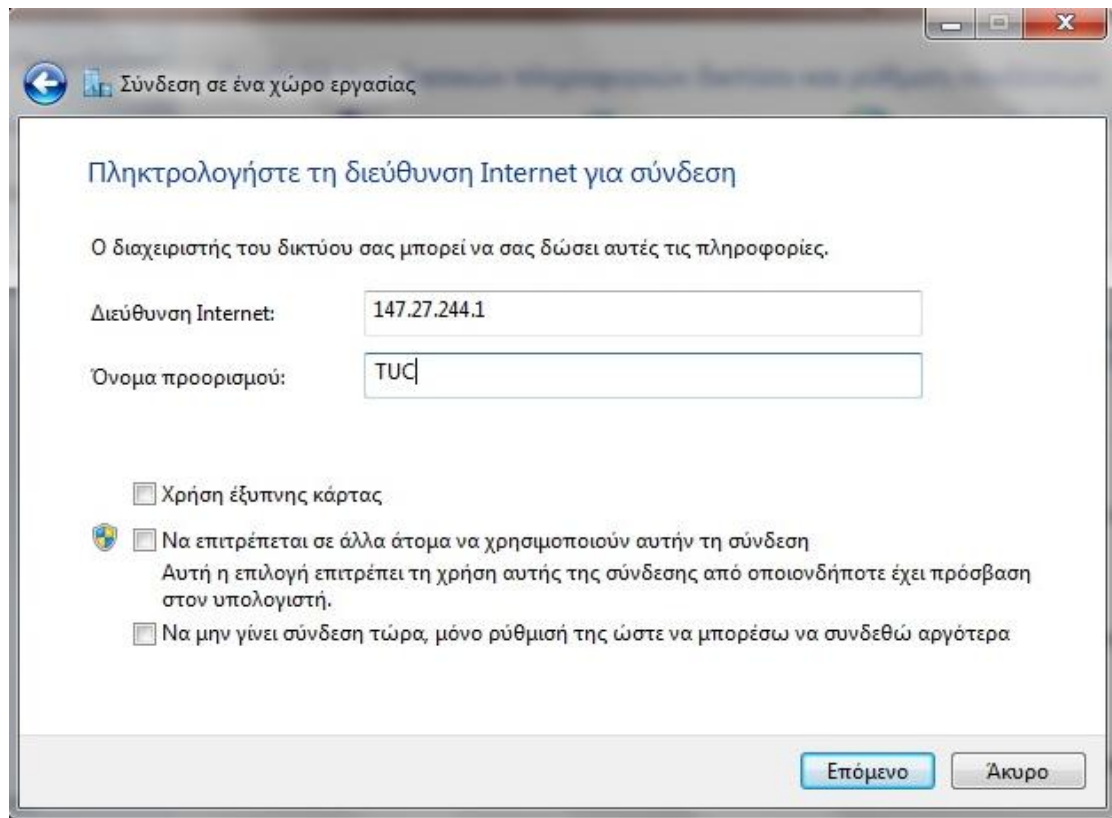 Σύνδεση σε ένα χώρο εργασίας
Πληκτρολογήστε τη διεύθυνση Internet για σύνδεση
Ο διαχειριστής του δικτύου σας μπορεί να σας δώσει αυτές τις πληροφορίες.
Διεύθυνση Internet: 147.27.244.1
Όνομα προορισμού: TUC
Χρήση έξυπνης κάρτας
Να επιτρέπεται σε άλλα άτομα να χρησιμοποιούν αυτήν τη σύνδεση
Αυτή η επιλογή επιτρέπει τη χρήση αυτής της σύνδεσης από οποιονδήποτε έχει πρόσβαση
στον υπολογιστή.
Να μην γίνει σύνδεση τώρα, μόνο ρύθμισή της ώστε να μπορέσω να συνδεθώ αργότερα
Επόμενο Άκυρο